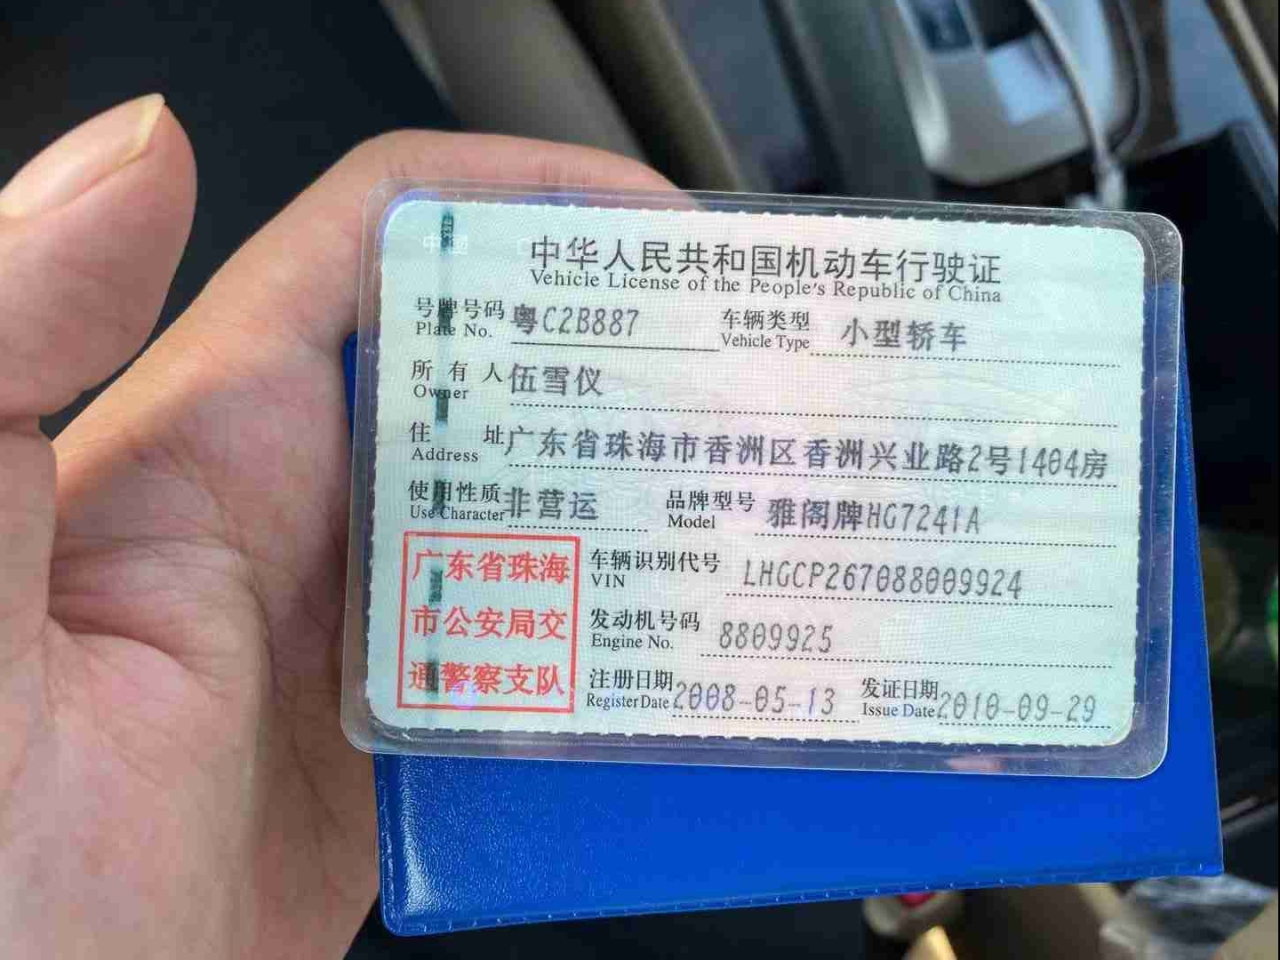 中华人民共和国机动车行驶证
Vehicle License of the People's Republic of China
号牌号码 粤C2B887 车辆类型 小型轿车
Plate No. Vehicle Type
所有人 伍雪仪
Owner
住址 广东省珠海市香洲区香洲兴业路2号1404房
Address
使用性质 非营运 品牌型号 雅阁牌HG7241A
Use Character Model
广东省珠海
市公安局交
通警察支队
车辆识别代号 LHGCP267088009924
VIN
发动机号码 8809925
Engine No.
注册日期 2008-05-13 发证日期 2010-09-29
Register Date Issue Date